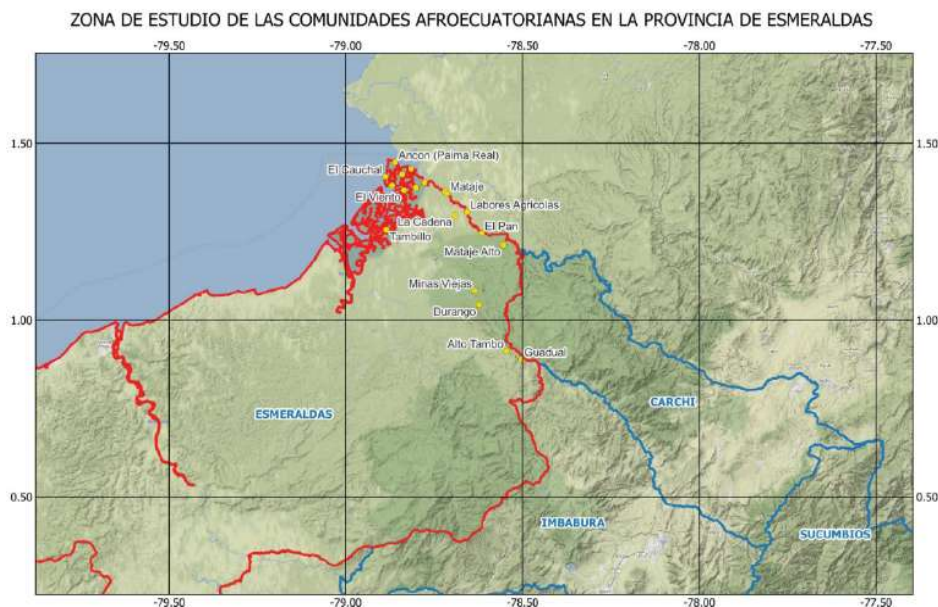 ZONA DE ESTUDIO DE LAS COMUNIDADES AFROECUATORIANAS EN LA PROVINCIA DE ESMERALDAS
-79.50 -79.00 -78.50 -78.00 -77.50
1.50 1.50
Ancon (Palma Real)
El Cauchal
El Viento
Mataje
Labores Agricolas
La Cadena
El Pan
Tambillo
Mataje Alto
Minas Viejas
Durango
1.00 1.00
Alto Tambo
Guadual
CARCHI
ESMERALDAS
0.50 0.50
IMBABURA
SUCUMBIOS
-79.50 -79.00 -78.50 -78.00 -77.50